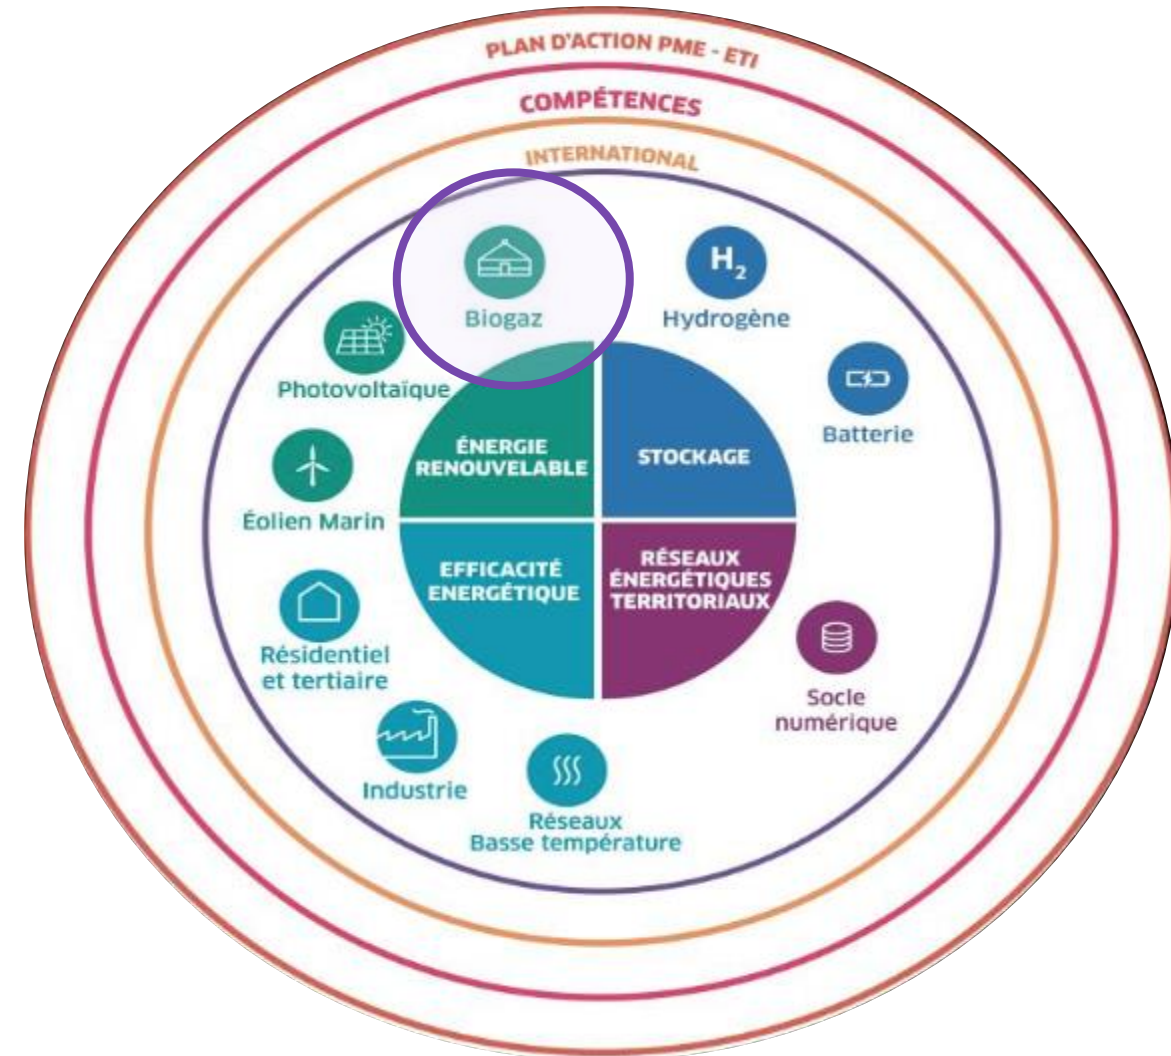 PLAN D'ACTION PME - ETI
COMPÉTENCES
INTERNATIONAL
Biogaz
H₂
Hydrogène
Photovoltaïque
Batterie
ÉNERGIE
RENOUVELABLE
STOCKAGE
Éolien Marin
EFFICACITÉ
ENERGÉTIQUE
RÉSEAUX
ÉNERGÉTIQUES
TERRITORIAUX
Résidentiel
et tertiaire
Socle
numérique
Industrie
Réseaux
Basse température